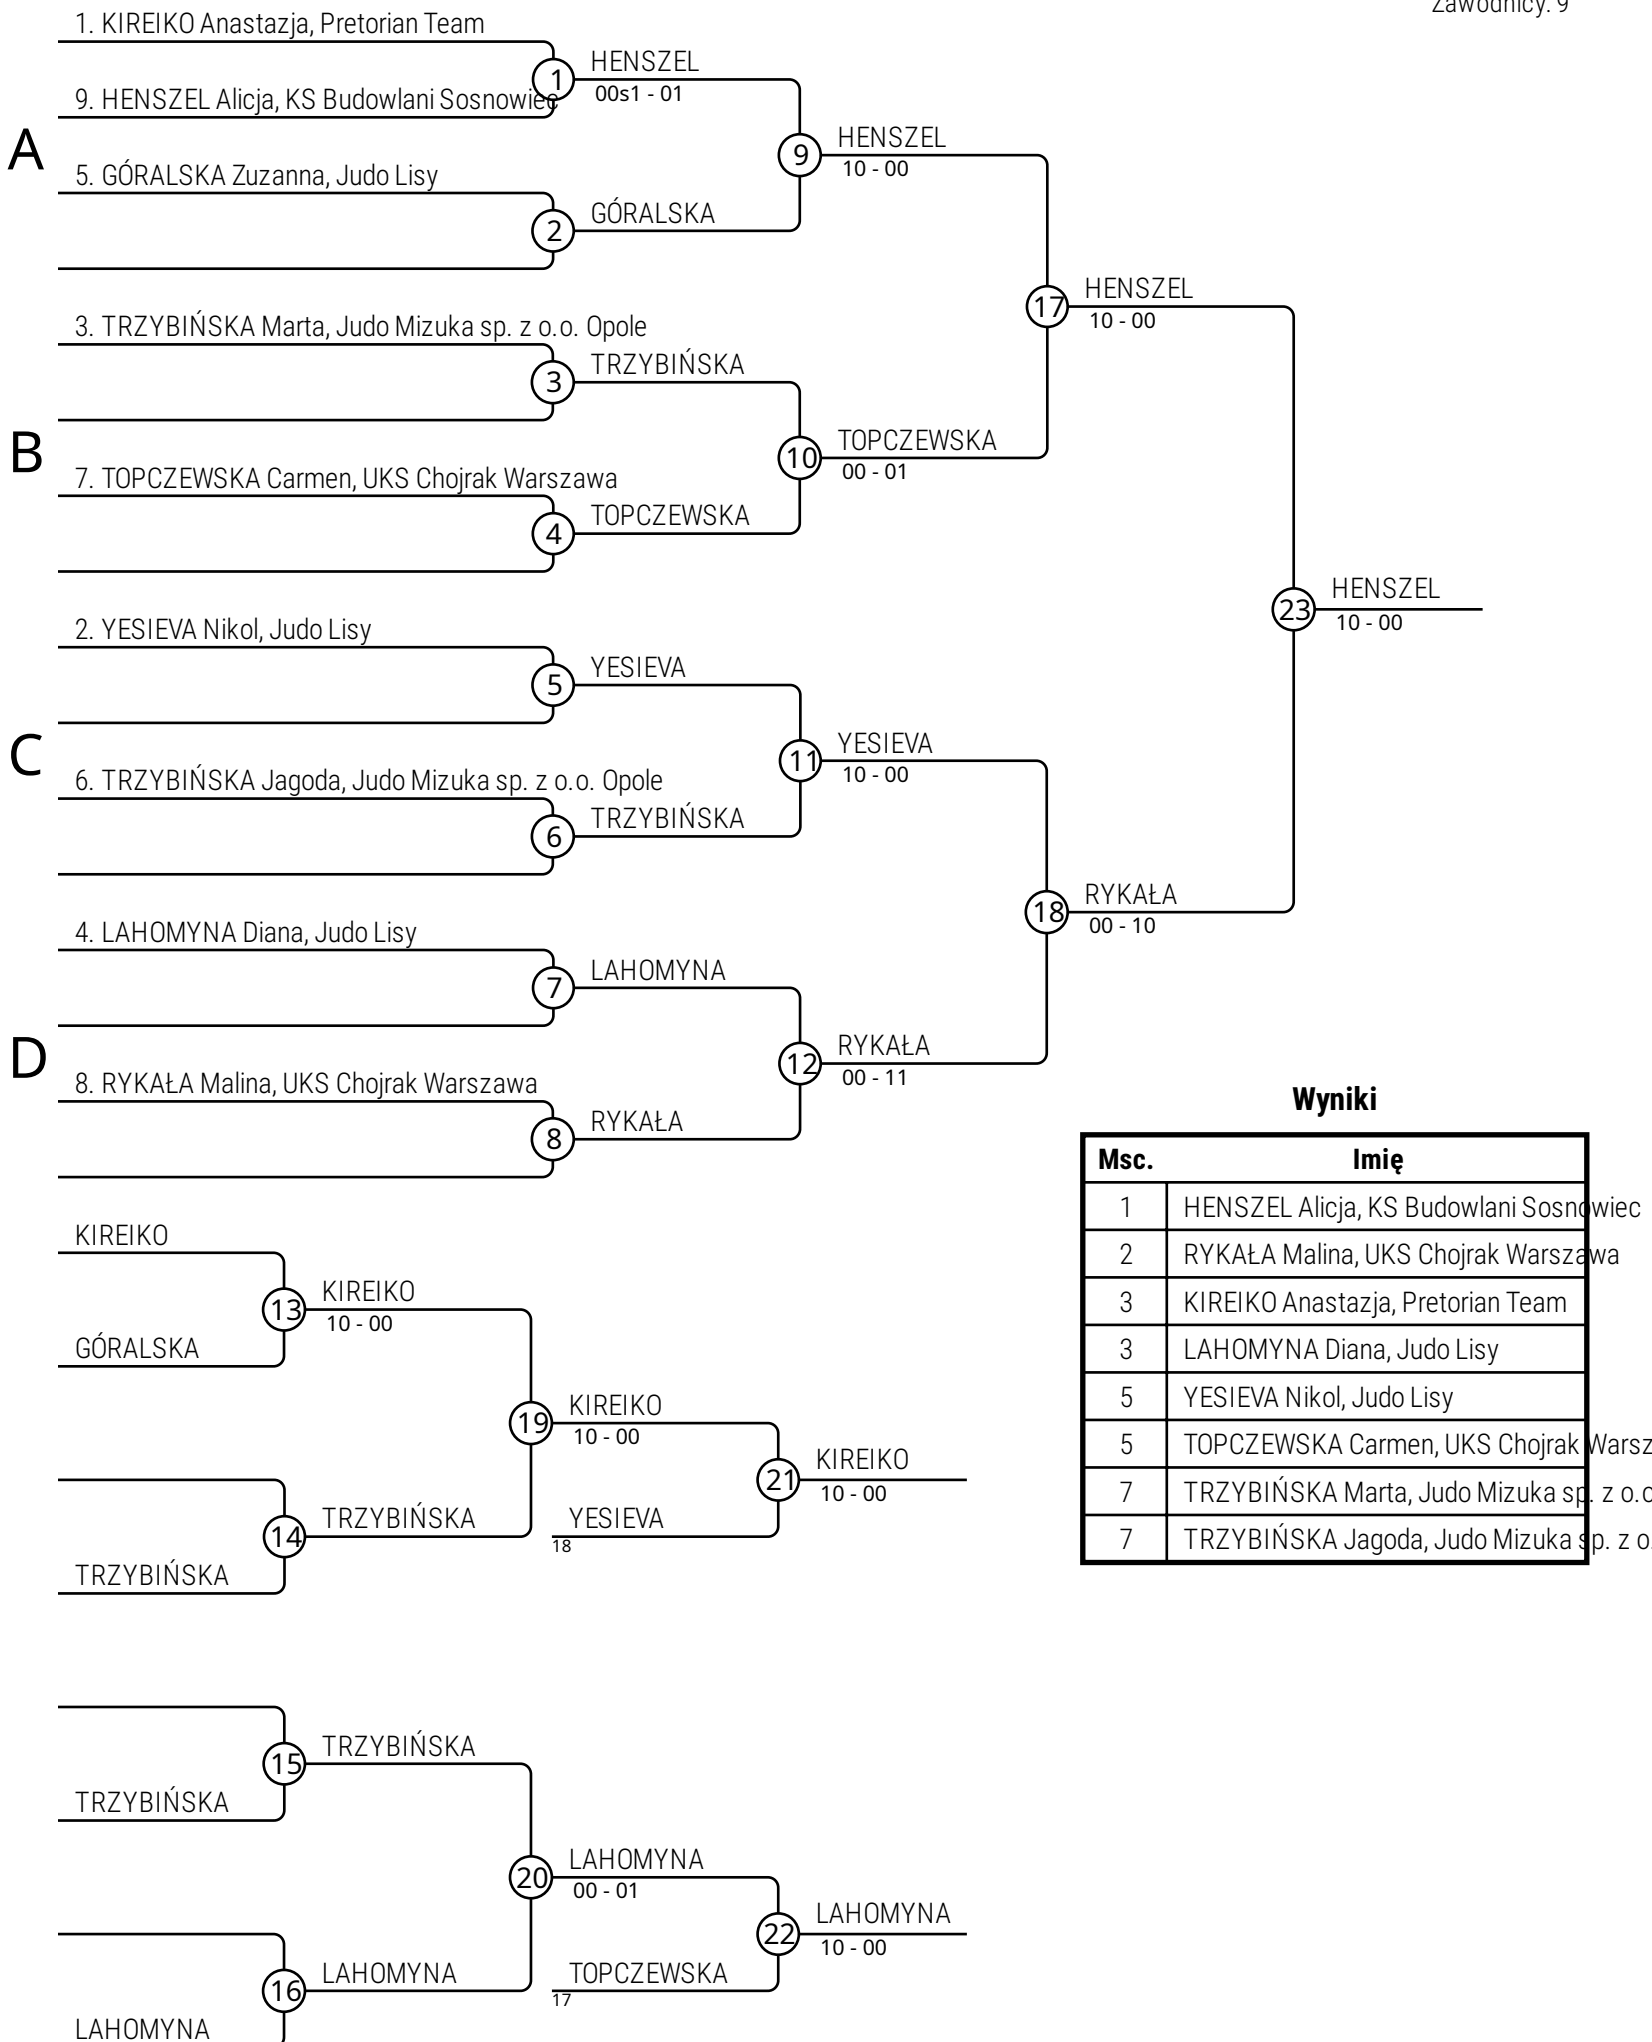 Zawodnicy: 9
1. KIREIKO Anastazja, Pretorian Team
1
HENSZEL
00s1 - 01
9. HENSZEL Alicja, KS Budowlani Sosnowiec
A
9
HENSZEL
10 - 00
5. GÓRALSKA Zuzanna, Judo Lisy
2
GÓRALSKA
17
HENSZEL
10 - 00
3. TRZYBIŃSKA Marta, Judo Mizuka sp. z o.o. Opole
3
TRZYBIŃSKA
B
10
TOPCZEWSKA
00 - 01
7. TOPCZEWSKA Carmen, UKS Chojrak Warszawa
4
TOPCZEWSKA
23
HENSZEL
10 - 00
2. YESIEVA Nikol, Judo Lisy
5
YESIEVA
C
11
YESIEVA
10 - 00
6. TRZYBIŃSKA Jagoda, Judo Mizuka sp. z o.o. Opole
6
TRZYBIŃSKA
18
RYKAŁA
00 - 10
4. LAHOMYNA Diana, Judo Lisy
7
LAHOMYNA
D
12
RYKAŁA
00 - 11
8. RYKAŁA Malina, UKS Chojrak Warszawa
8
RYKAŁA
Wyniki
Msc. Imię
1 HENSZEL Alicja, KS Budowlani Sosnowiec
2 RYKAŁA Malina, UKS Chojrak Warszawa
3 KIREIKO Anastazja, Pretorian Team
3 LAHOMYNA Diana, Judo Lisy
5 YESIEVA Nikol, Judo Lisy
5 TOPCZEWSKA Carmen, UKS Chojrak Warsz
7 TRZYBIŃSKA Marta, Judo Mizuka sp. z o.o
7 TRZYBIŃSKA Jagoda, Judo Mizuka sp. z o
KIREIKO
13
KIREIKO
10 - 00
GÓRALSKA
19
KIREIKO
10 - 00
21
KIREIKO
10 - 00
14
TRZYBIŃSKA
YESIEVA
18
TRZYBIŃSKA
15
TRZYBIŃSKA
TRZYBIŃSKA
20
LAHOMYNA
00 - 01
22
LAHOMYNA
10 - 00
16
LAHOMYNA
TOPCZEWSKA
17
LAHOMYNA